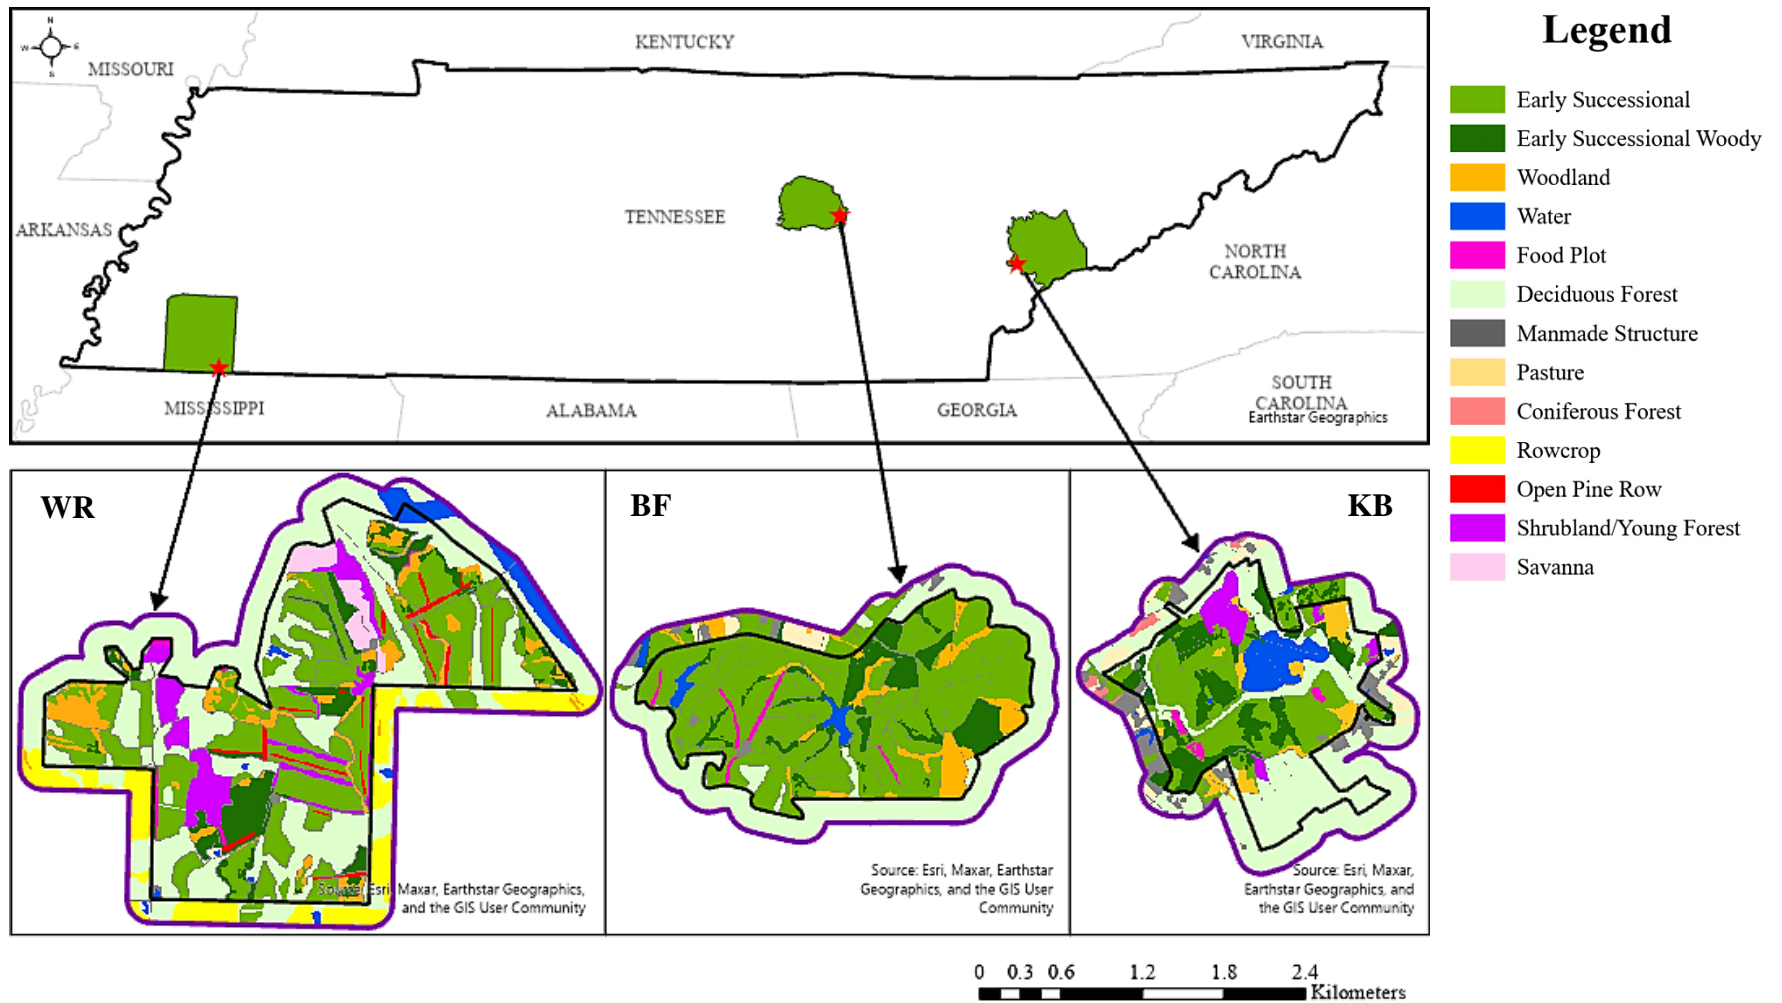 N
W E
S
MISSOURI
KENTUCKY
VIRGINIA
ARKANSAS
TENNESSEE
NORTH
CAROLINA
MISSISSIPPI
ALABAMA
GEORGIA
SOUTH
CAROLINA
Earthstar Geographics
Legend
Early Successional
Early Successional Woody
Woodland
Water
Food Plot
Deciduous Forest
Manmade Structure
Pasture
Coniferous Forest
Rowcrop
Open Pine Row
Shrubland/Young Forest
Savanna
WR
Source: Esri, Maxar, Earthstar Geographics,
and the GIS User Community
BF
Source: Esri, Maxar, Earthstar
Geographics, and the GIS User
Community
KB
Source: Esri, Maxar,
Earthstar Geographics, and
the GIS User Community
0 0.3 0.6 1.2 1.8 2.4
Kilometers